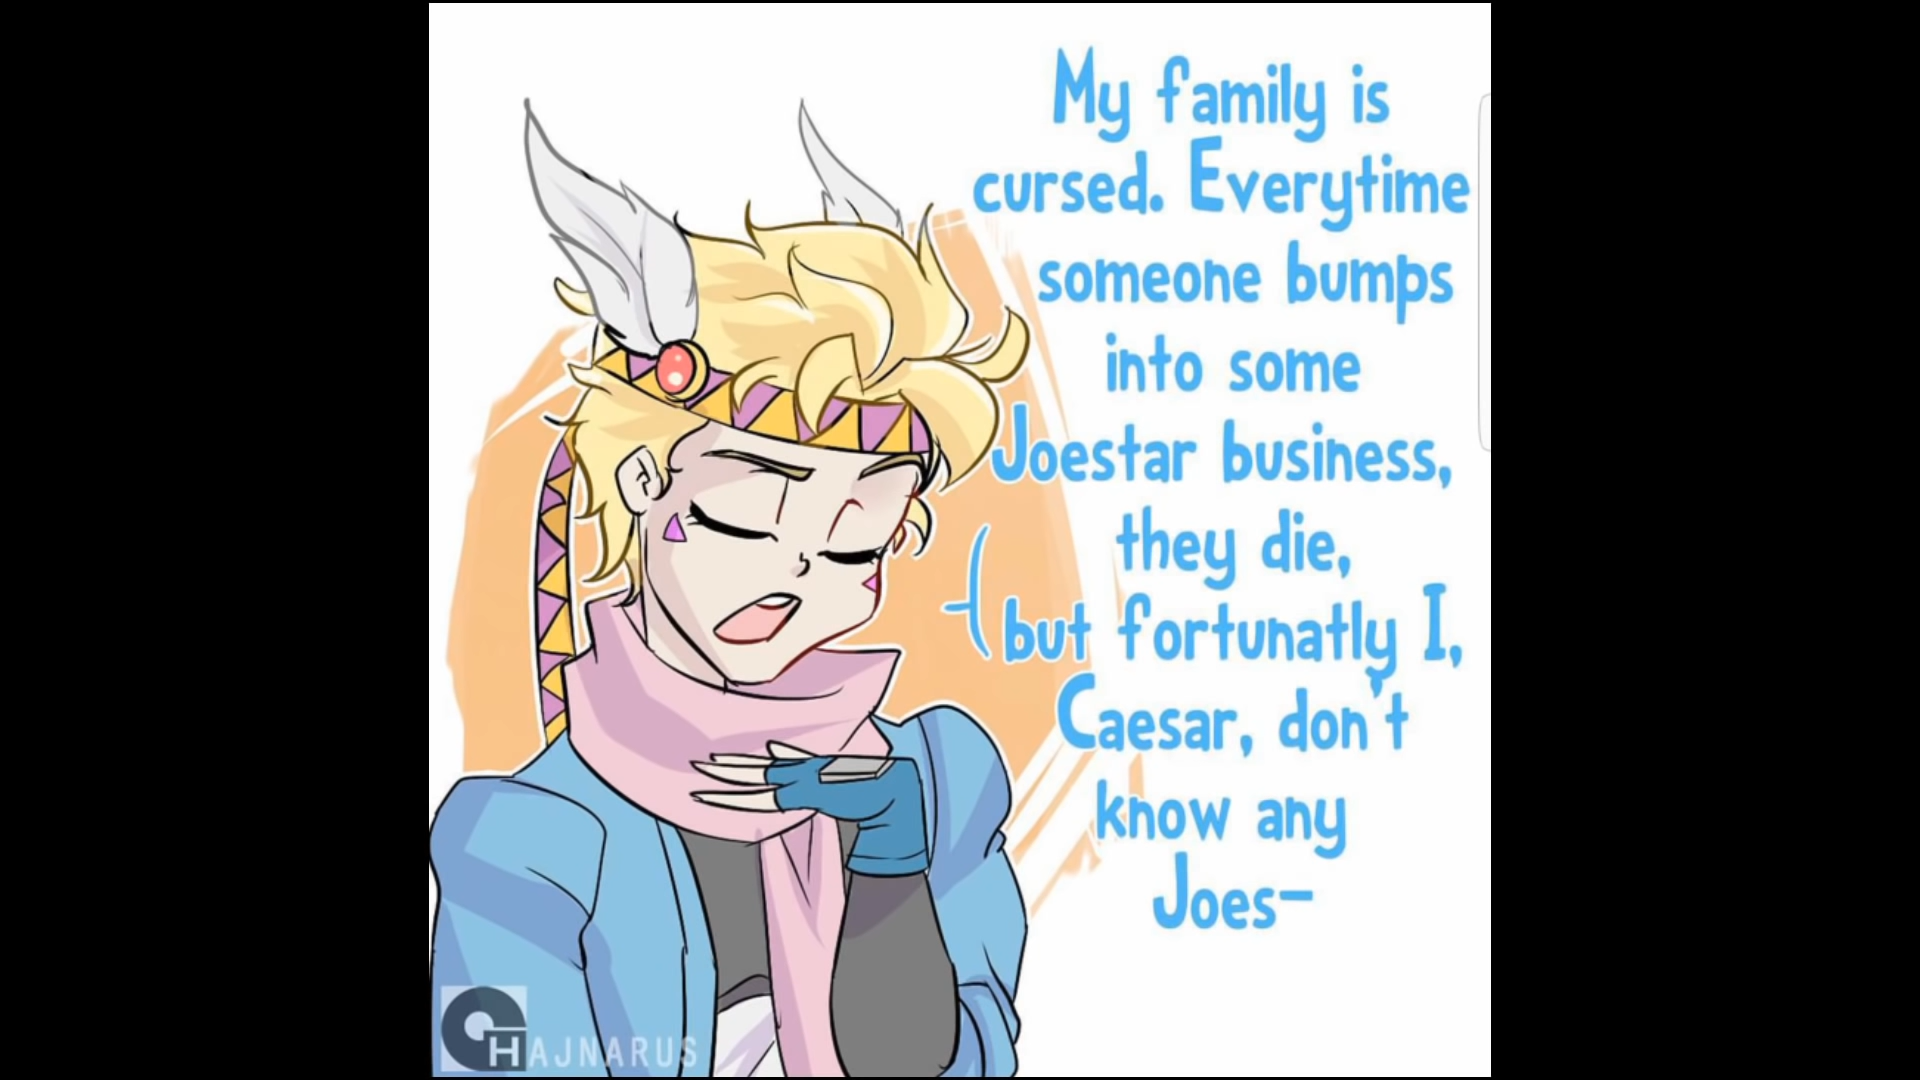 My family is
cursed. Everytime
someone bumps
into some
Joestar business,
they die,
but fortunatly I,
Caesar, don't
know any
Joes-
HAJNARUS